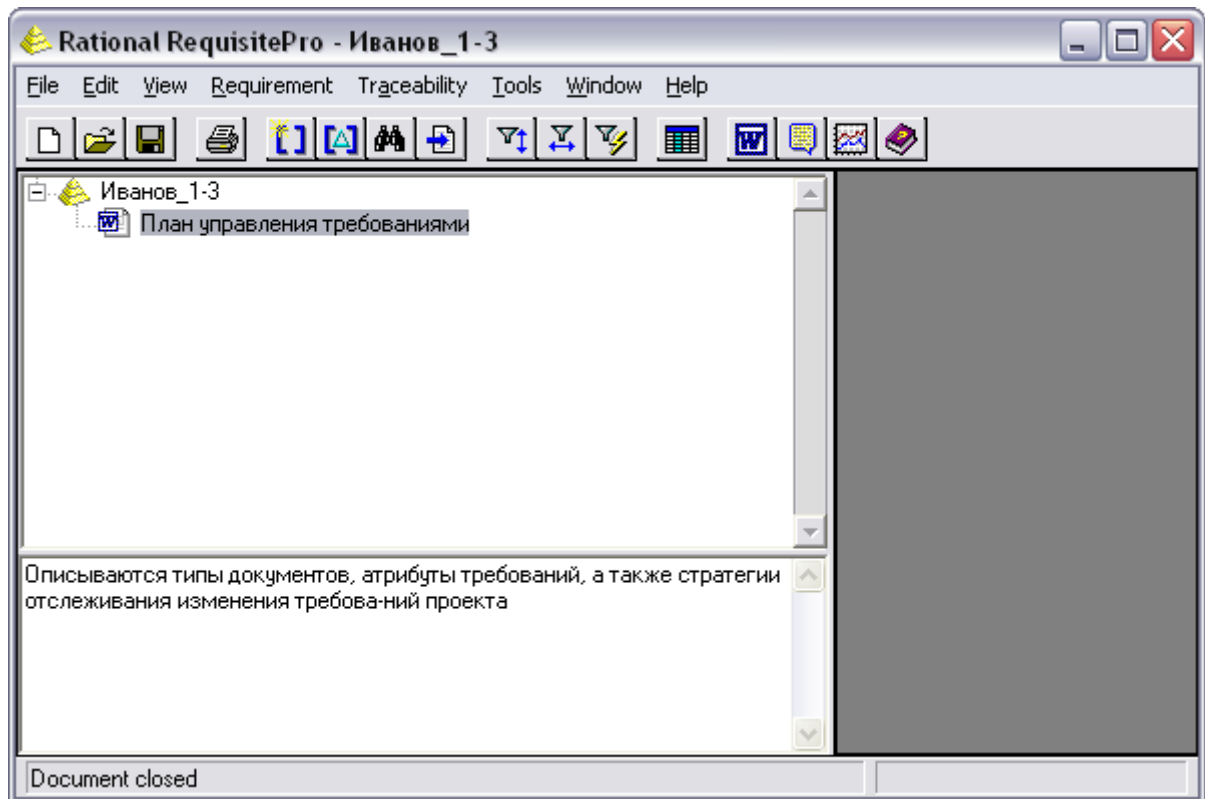 Rational RequisitePro - Иванов_1-3
File Edit View Requirement Traceability Tools Window Help
Иванов_1-3
План управления требованиями
Описываются типы документов, атрибуты требований, а также стратегии
отслеживания изменения требова-ний проекта
Document closed